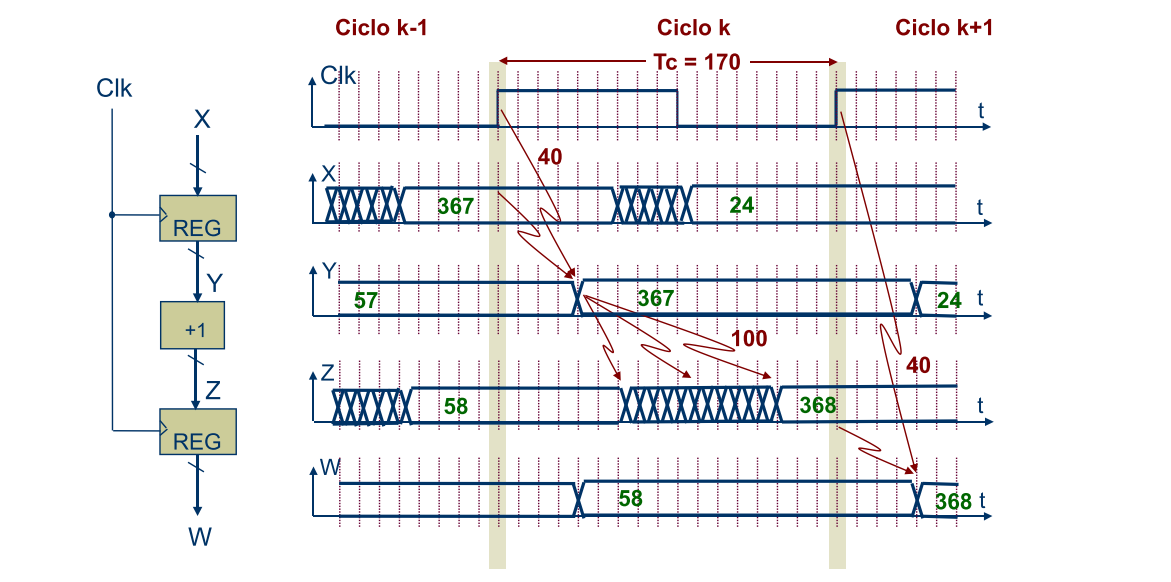 Ciclo k-1
Ciclo k
Ciclo k+1
Tc = 170
Clk
X
REG
Y
+1
Z
REG
W
Clk
t
40
X
367
24
t
Y
57
367
24
t
100
Z
58
368
t
40
W
58
368
t